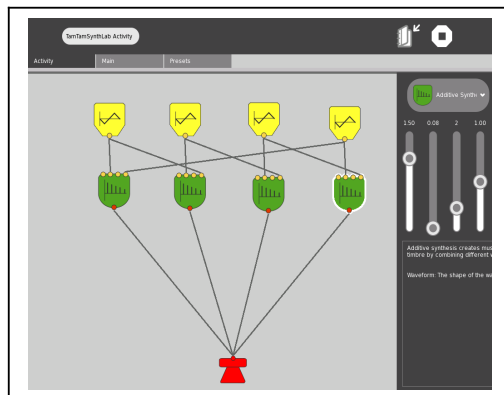 TamTamSynthLab Activity
Activity Main Presets
Additive Synth
1.50 0.08 2 1.00
Additive synthesis creates mus
timbre by combining different
Waveform: The shape of the wa